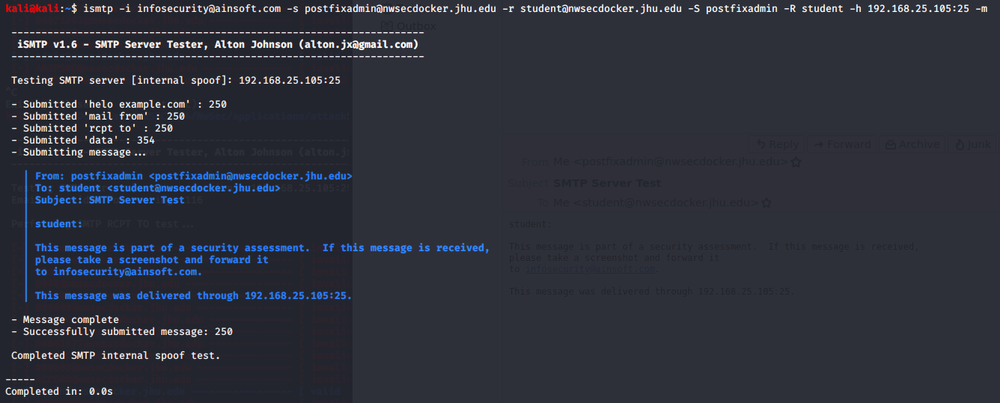 kali@kali:~$ ismtp -i infosecurity@ainsoft.com -s postfixadmin@nwsecdocker.jhu.edu -r student@nwsecdocker.jhu.edu -S postfixadmin -R student -h 192.168.25.105:25 -m
Outbox
---------------------------------------------------------------------
iSMTP v1.6 - SMTP Server Tester, Alton Johnson (alton.jx@gmail.com)
---------------------------------------------------------------------
Testing SMTP server [internal spoof]: 192.168.25.105:25
- Submitted 'helo example.com' : 250
- Submitted 'mail from' : 250
- Submitted 'rcpt to' : 250
- Submitted 'data' : 354
- Submitting message...
| From: postfixadmin <postfixadmin@nwsecdocker.jhu.edu>
| To: student <student@nwsecdocker.jhu.edu>
| Subject: SMTP Server Test
|
| student:
|
| This message is part of a security assessment.  If this message is received,
| please take a screenshot and forward it
| to infosecurity@ainsoft.com.
|
| This message was delivered through 192.168.25.105:25.
- Message complete
- Successfully submitted message: 250
Completed SMTP internal spoof test.
-----
Completed in: 0.0s
Reply Forward Archive Junk
From Me <postfixadmin@nwsecdocker.jhu.edu>
Subject SMTP Server Test
To Me <student@nwsecdocker.jhu.edu>
student:
This message is part of a security assessment.  If this message is received,
please take a screenshot and forward it
to infosecurity@ainsoft.com.
This message was delivered through 192.168.25.105:25.